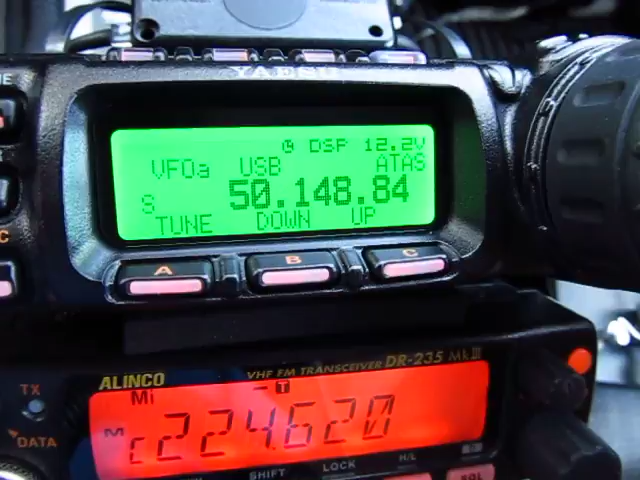 YAESU
DSP 12.2V
VFOa USB ATAS
S 50.148.84
TUNE DOWN UP
A B C
ALINCO VHF FM TRANSCEIVER DR-235 MkIII
TX
DATA
T
M
224.620
SHIFT LOCK H/L
SQL